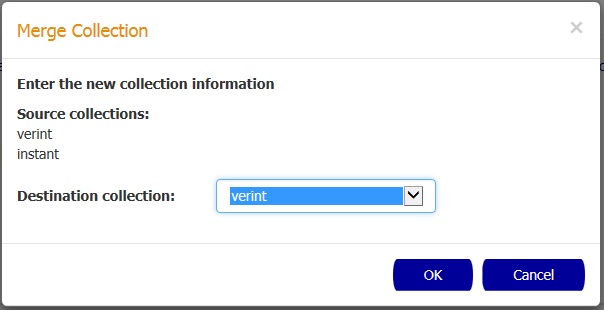 Merge Collection
Enter the new collection information
Source collections:
verint
instant
Destination collection: verint
OK Cancel